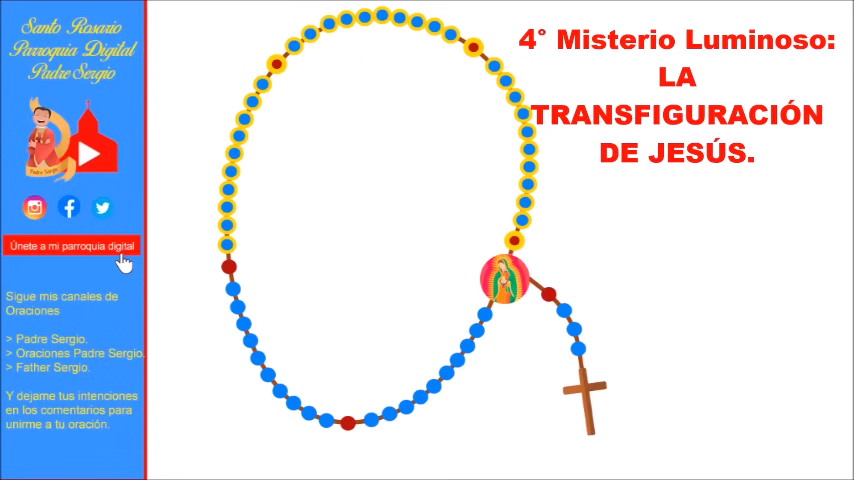 Santo Rosario
Parroquia Digital
Padre Sergio
Padre Sergio
Únete a mi parroquia digital
Sigue mis canales de
Oraciones
> Padre Sergio.
> Oraciones Padre Sergio.
> Father Sergio.
Y dejame tus intenciones
en los comentarios para
unirme a tu oración.
4° Misterio Luminoso:
LA
TRANSFIGURACIÓN
DE JESÚS.